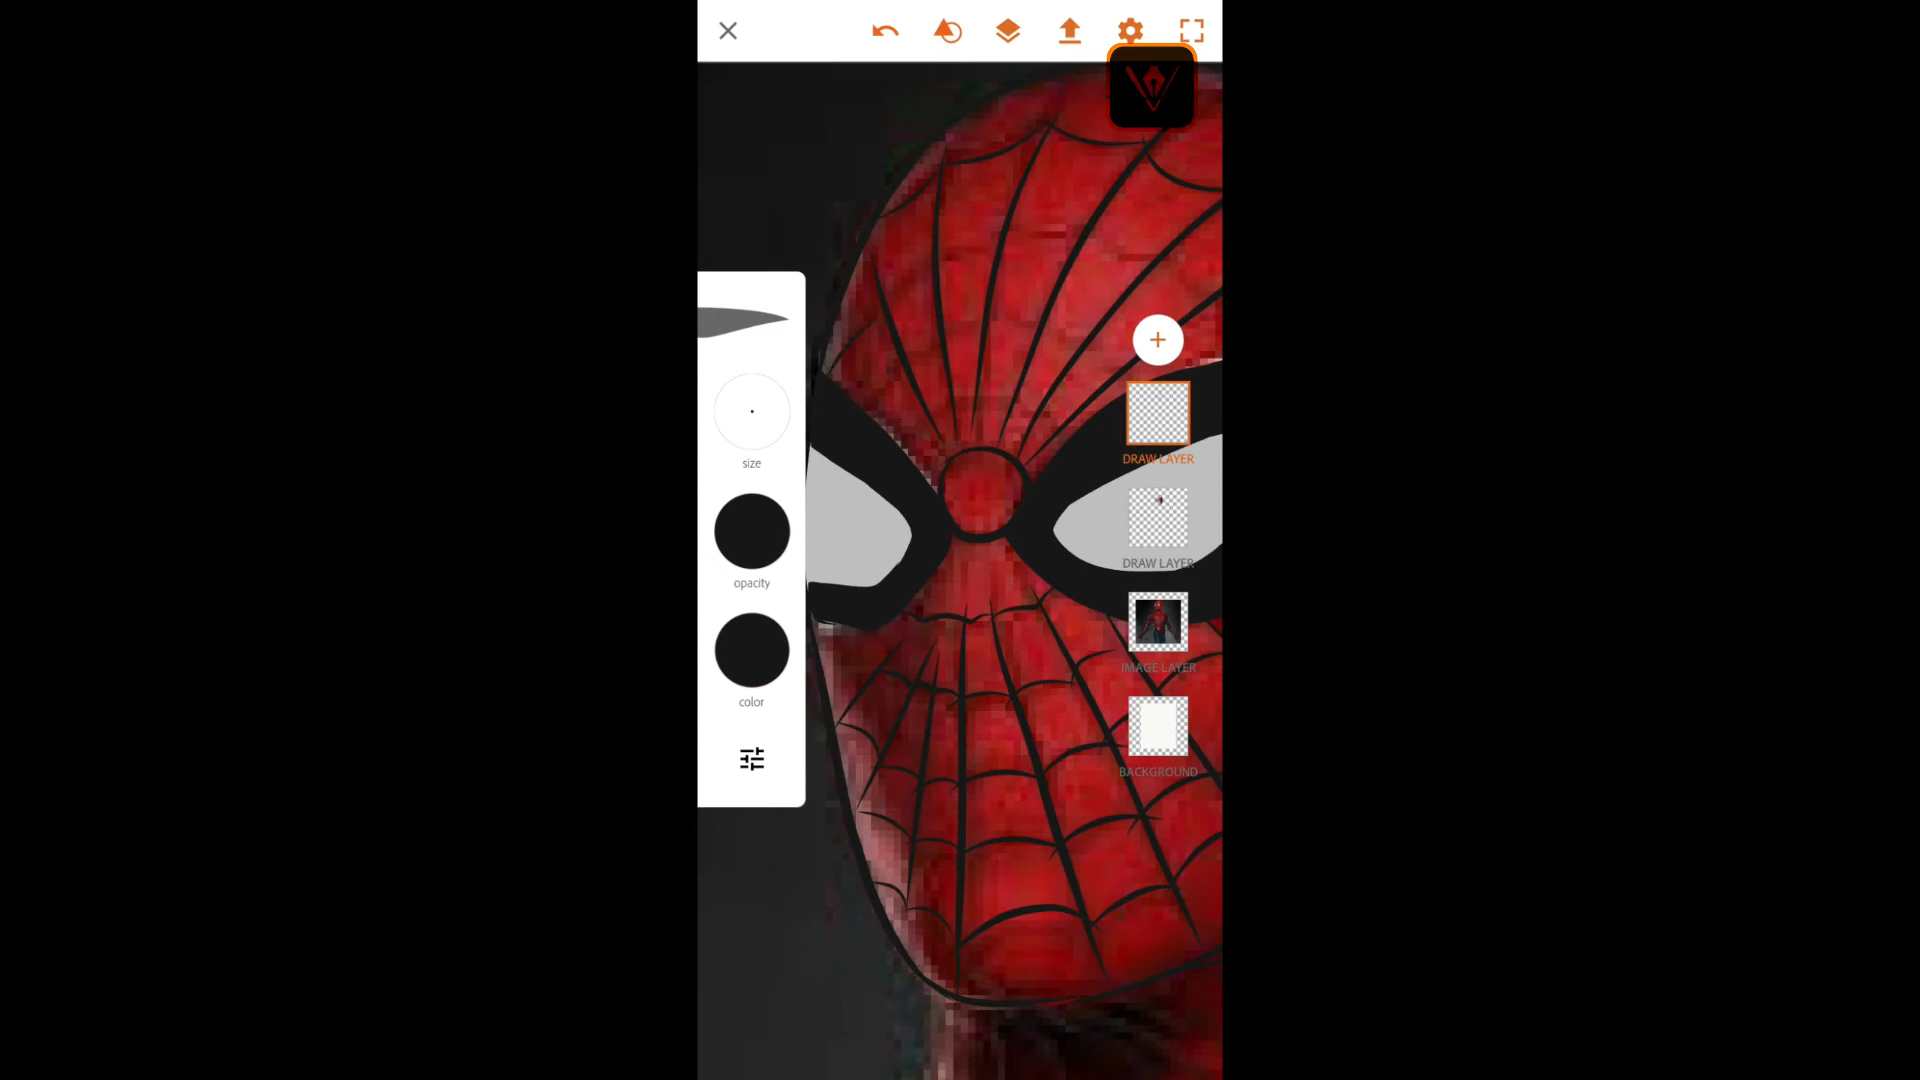 size
opacity
color
DRAW LAYER
DRAW LAYER
IMAGE LAYER
BACKGROUND